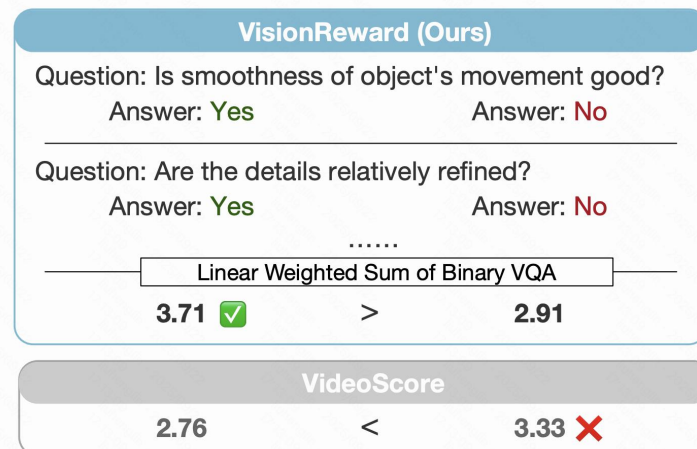 VisionReward (Ours)
Question: Is smoothness of object's movement good?
Answer: Yes Answer: No
Question: Are the details relatively refined?
Answer: Yes Answer: No
......
Linear Weighted Sum of Binary VQA
3.71 ✅ > 2.91
VideoScore
2.76 < 3.33 ❌